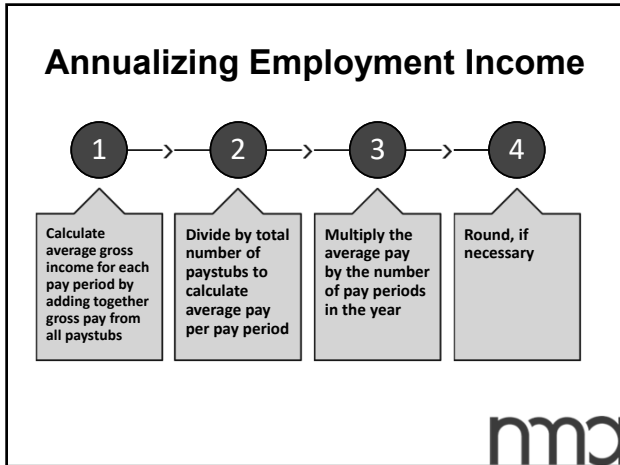 Annualizing Employment Income
1
2
3
4
Calculate
average gross
income for each
pay period by
adding together
gross pay from
all paystubs
Divide by total
number of
paystubs to
calculate
average pay
per pay period
Multiply the
average pay
by the number
of pay periods
in the year
Round, if
necessary
nma